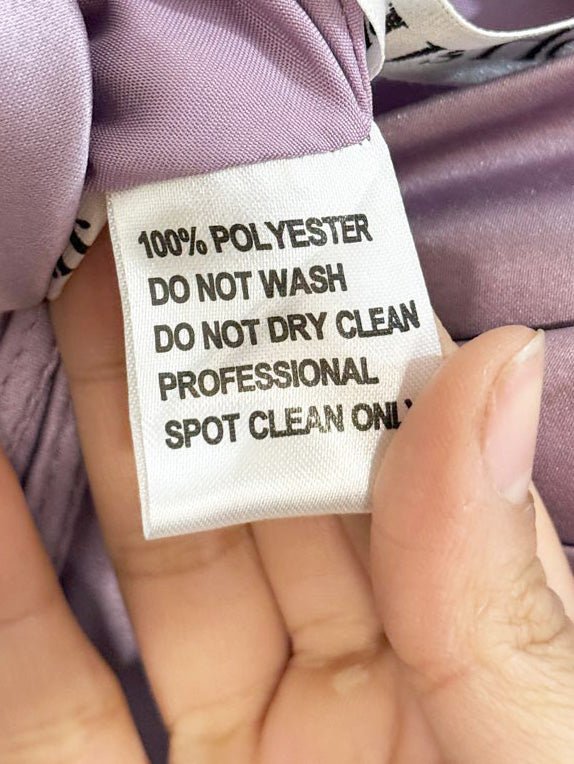 100% POLYESTER
DO NOT WASH
DO NOT DRY CLEAN
PROFESSIONAL
SPOT CLEAN ONLY